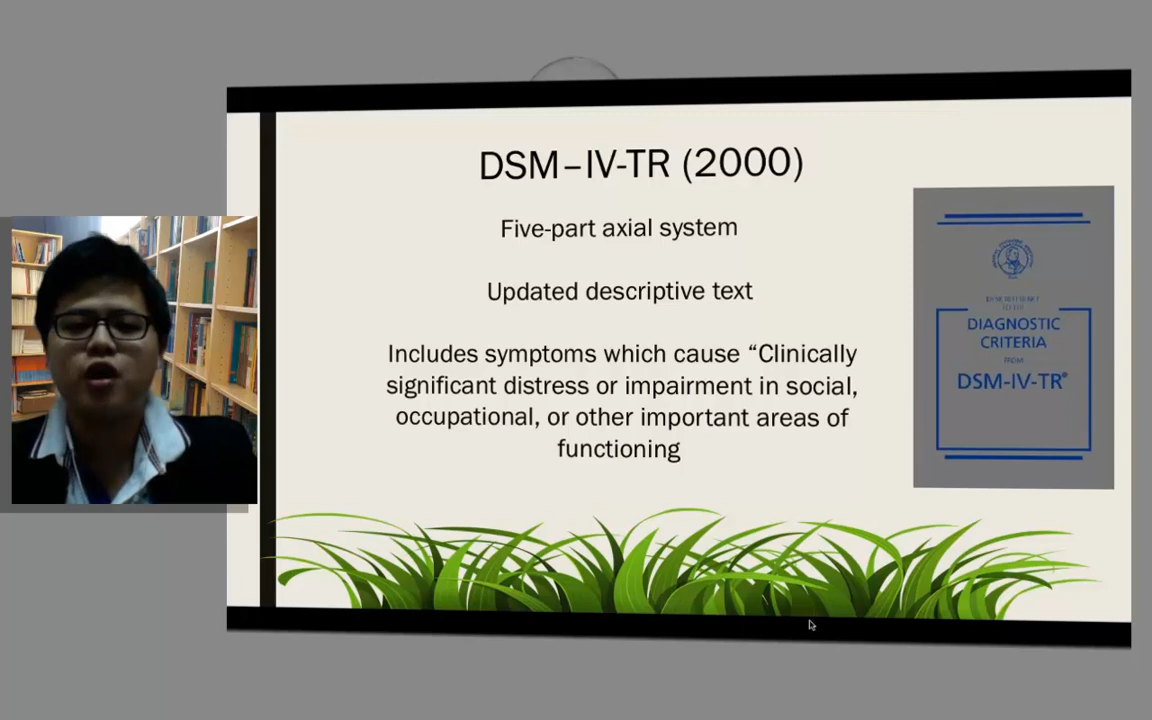 DSM–IV-TR (2000)
Five-part axial system
Updated descriptive text
Includes symptoms which cause “Clinically
significant distress or impairment in social,
occupational, or other important areas of
functioning
DIAGNOSTIC
CRITERIA
FROM
DSM-IV-TR®